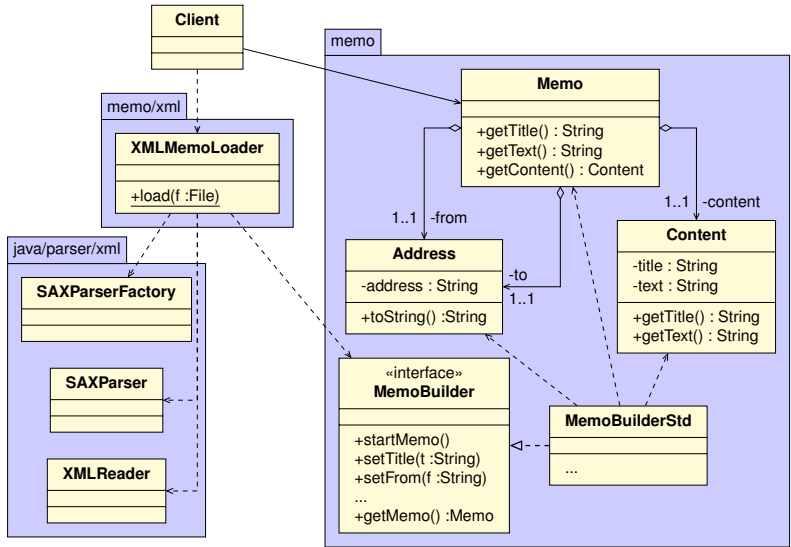 Client
memo
memo/xml
XMLMemoLoader
+load(f :File)
Memo
+getTitle() : String
+getText() : String
+getContent() : Content
1..1 -from
1..1 -content
java/parser/xml
SAXParserFactory
SAXParser
XMLReader
Address
-address : String
+toString() :String
-to
1..1
Content
-title : String
-text : String
+getTitle() : String
+getText() : String
«interface»
MemoBuilder
+startMemo()
+setTitle(t :String)
+setFrom(f :String)
...
+getMemo() :Memo
MemoBuilderStd
...